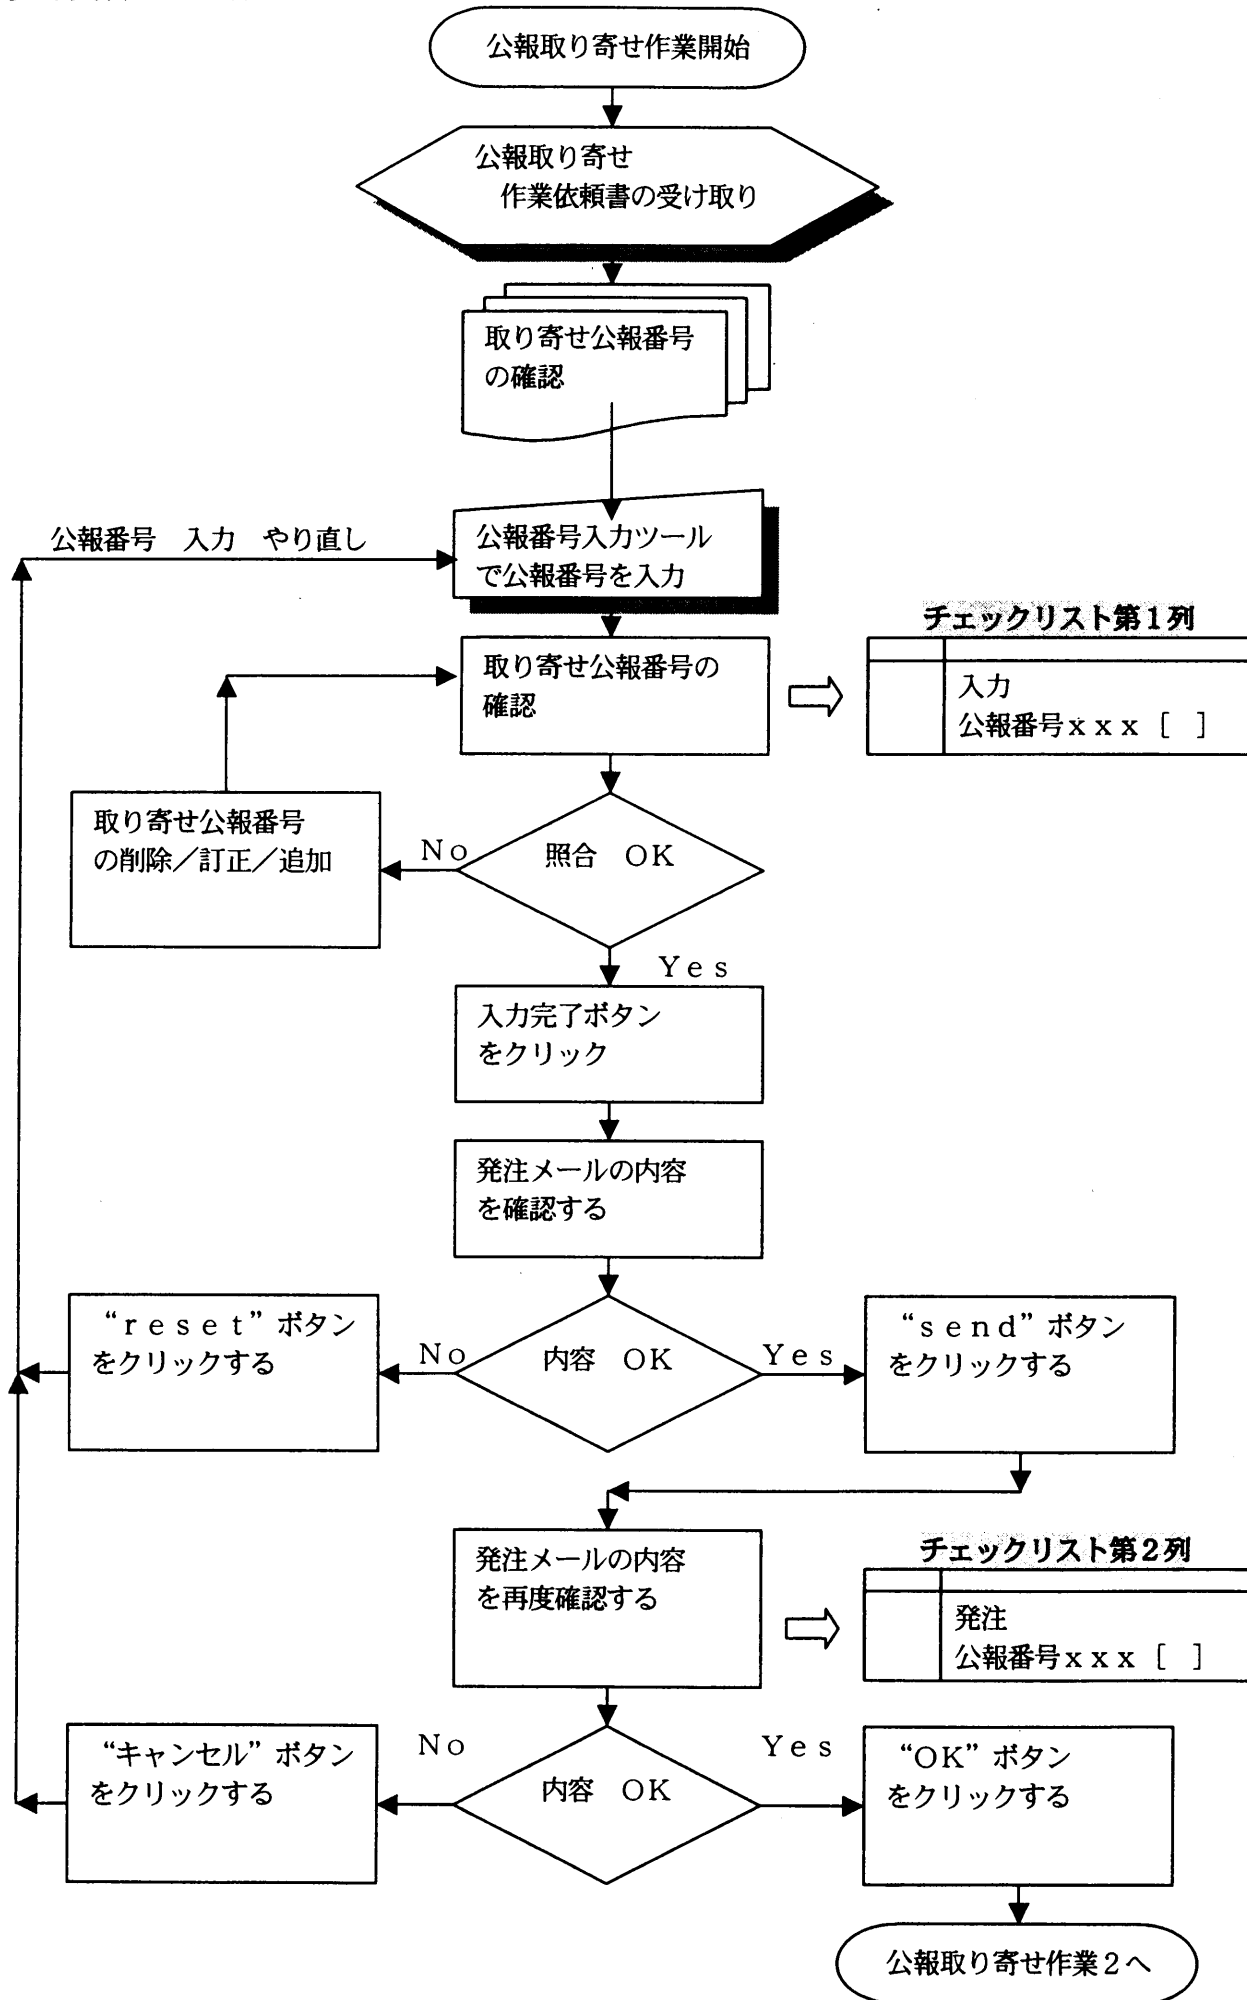 公報取り寄せ作業開始
公報取り寄せ
作業依頼書の受け取り
取り寄せ公報番号
の確認
公報番号 入力 やり直し
公報番号入力ツール
で公報番号を入力
チェックリスト第1列
取り寄せ公報番号の
確認
入力
公報番号xxx [ ]
取り寄せ公報番号
の削除/訂正/追加
No
照合 OK
Yes
入力完了ボタン
をクリック
発注メールの内容
を確認する
“reset”ボタン
をクリックする
No
内容 OK
Yes
“send”ボタン
をクリックする
発注メールの内容
を再度確認する
チェックリスト第2列
発注
公報番号xxx [ ]
“キャンセル”ボタン
をクリックする
No
内容 OK
Yes
“OK”ボタン
をクリックする
公報取り寄せ作業2へ